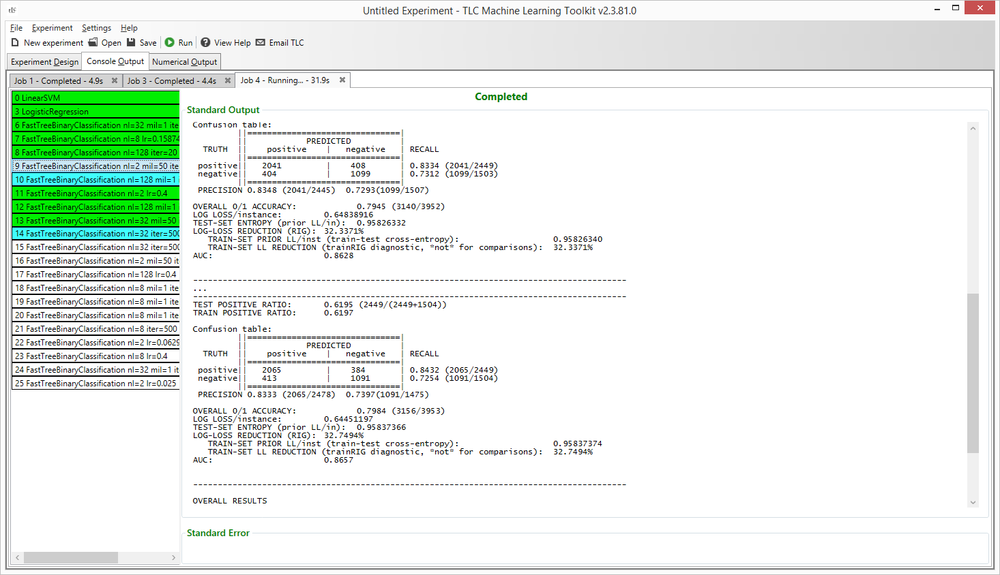 tlc
Untitled Experiment - TLC Machine Learning Toolkit v2.3.81.0
File Experiment Settings Help
New experiment Open Save Run View Help Email TLC
Experiment Design Console Output Numerical Output
Job 1 - Completed - 4.9s Job 3 - Completed - 4.4s Job 4 - Running... - 31.9s
0 LinearSVM
3 LogisticRegression
6 FastTreeBinaryClassification nl=32 mil=1 ite
7 FastTreeBinaryClassification nl=8 lr=0.15874
8 FastTreeBinaryClassification nl=128 iter=20
9 FastTreeBinaryClassification nl=2 mil=50 ite
10 FastTreeBinaryClassification nl=128 mil=1 i
11 FastTreeBinaryClassification nl=2 lr=0.4
12 FastTreeBinaryClassification nl=128 mil=1
13 FastTreeBinaryClassification nl=32 mil=50
14 FastTreeBinaryClassification nl=32 iter=500
15 FastTreeBinaryClassification nl=32 iter=500
16 FastTreeBinaryClassification nl=2 mil=50 it
17 FastTreeBinaryClassification nl=128 lr=0.4
18 FastTreeBinaryClassification nl=8 mil=1 ite
19 FastTreeBinaryClassification nl=8 mil=1 ite
20 FastTreeBinaryClassification nl=8 mil=1 ite
21 FastTreeBinaryClassification nl=8 iter=500
22 FastTreeBinaryClassification nl=2 lr=0.0629
23 FastTreeBinaryClassification nl=8 lr=0.4
24 FastTreeBinaryClassification nl=32 mil=1 it
25 FastTreeBinaryClassification nl=2 lr=0.025
Completed
Standard Output
Confusion table:
||===============================|
|| PREDICTED |
TRUTH || positive | negative | RECALL
||===============================|
positive|| 2041 | 408 | 0.8334 (2041/2449)
negative|| 404 | 1099 | 0.7312 (1099/1503)
||===============================|
PRECISION 0.8348 (2041/2445) 0.7293(1099/1507)
OVERALL 0/1 ACCURACY: 0.7945 (3140/3952)
LOG LOSS/instance: 0.64838916
TEST-SET ENTROPY (prior LL/in): 0.95826332
LOG-LOSS REDUCTION (RIG): 32.3371%
TRAIN-SET PRIOR LL/inst (train-test cross-entropy): 0.95826340
TRAIN-SET LL REDUCTION (trainRIG diagnostic, *not* for comparisons): 32.3371%
AUC: 0.8628
----------------------------------------------------------------------------------------
...
----------------------------------------------------------------------------------------
TEST POSITIVE RATIO: 0.6195 (2449/(2449+1504))
TRAIN POSITIVE RATIO: 0.6197
Confusion table:
||===============================|
|| PREDICTED |
TRUTH || positive | negative | RECALL
||===============================|
positive|| 2065 | 384 | 0.8432 (2065/2449)
negative|| 413 | 1091 | 0.7254 (1091/1504)
||===============================|
PRECISION 0.8333 (2065/2478) 0.7397(1091/1475)
OVERALL 0/1 ACCURACY: 0.7984 (3156/3953)
LOG LOSS/instance: 0.64451197
TEST-SET ENTROPY (prior LL/in): 0.95837366
LOG-LOSS REDUCTION (RIG): 32.7494%
TRAIN-SET PRIOR LL/inst (train-test cross-entropy): 0.95837374
TRAIN-SET LL REDUCTION (trainRIG diagnostic, *not* for comparisons): 32.7494%
AUC: 0.8657
----------------------------------------------------------------------------------------
OVERALL RESULTS
Standard Error